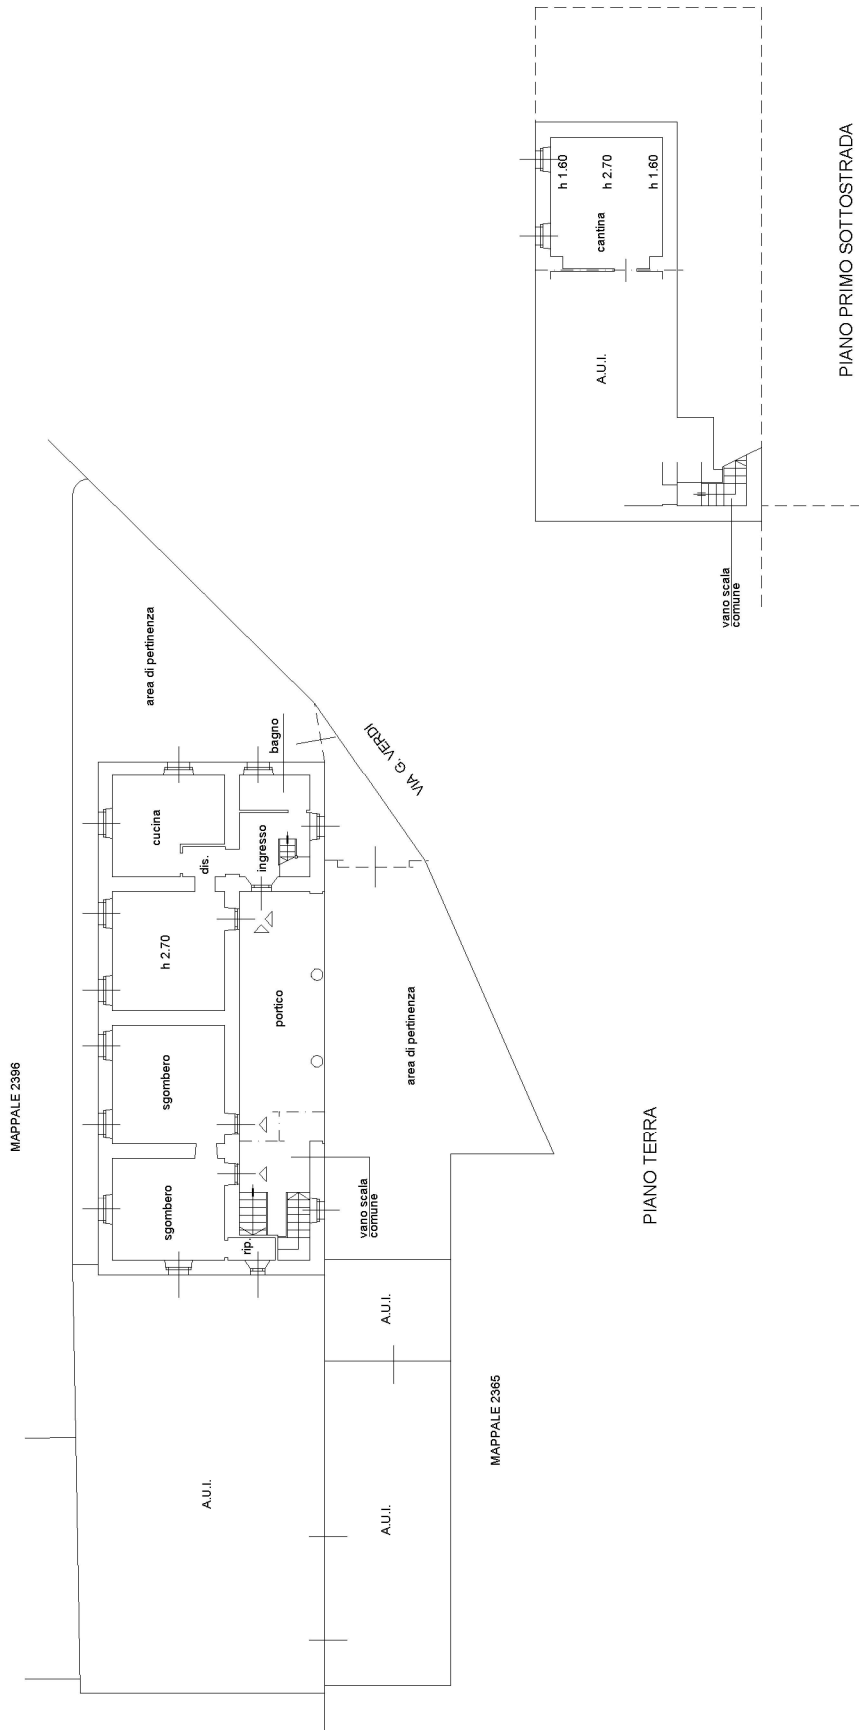 MAPPALE 2396
sgombero
sgombero
h 2.70
cucina
dis.
rip.
portico
ingresso
bagno
area di pertinenza
vano scala
comune
area di pertinenza
VIA G. VERDI
A.U.I.
A.U.I.
A.U.I.
MAPPALE 2365
PIANO TERRA
A.U.I.
cantina
h 1.60
h 2.70
h 1.60
vano scala
comune
PIANO PRIMO SOTTOSTRADA